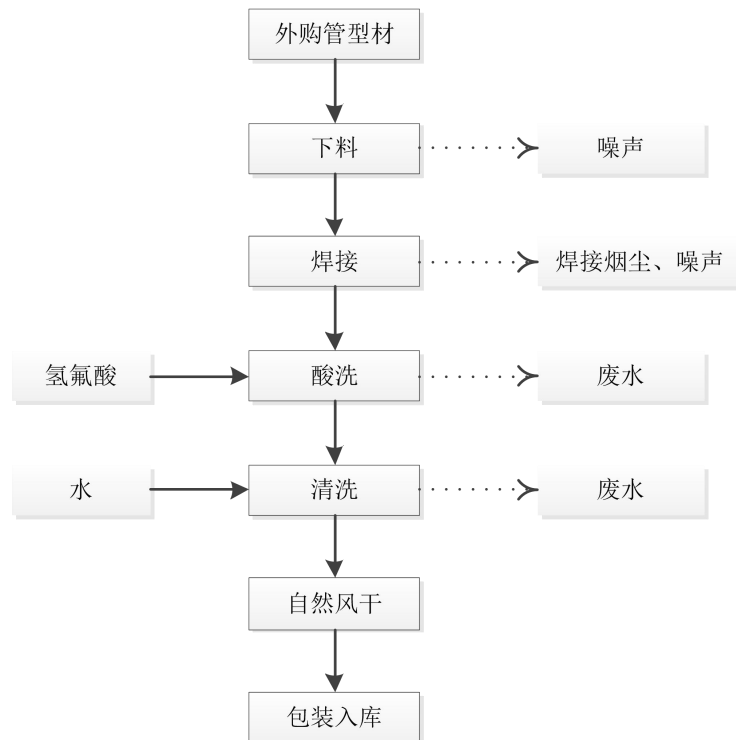 外购管型材
下料
噪声
焊接
焊接烟尘、噪声
氢氟酸
酸洗
废水
水
清洗
废水
自然风干
包装入库